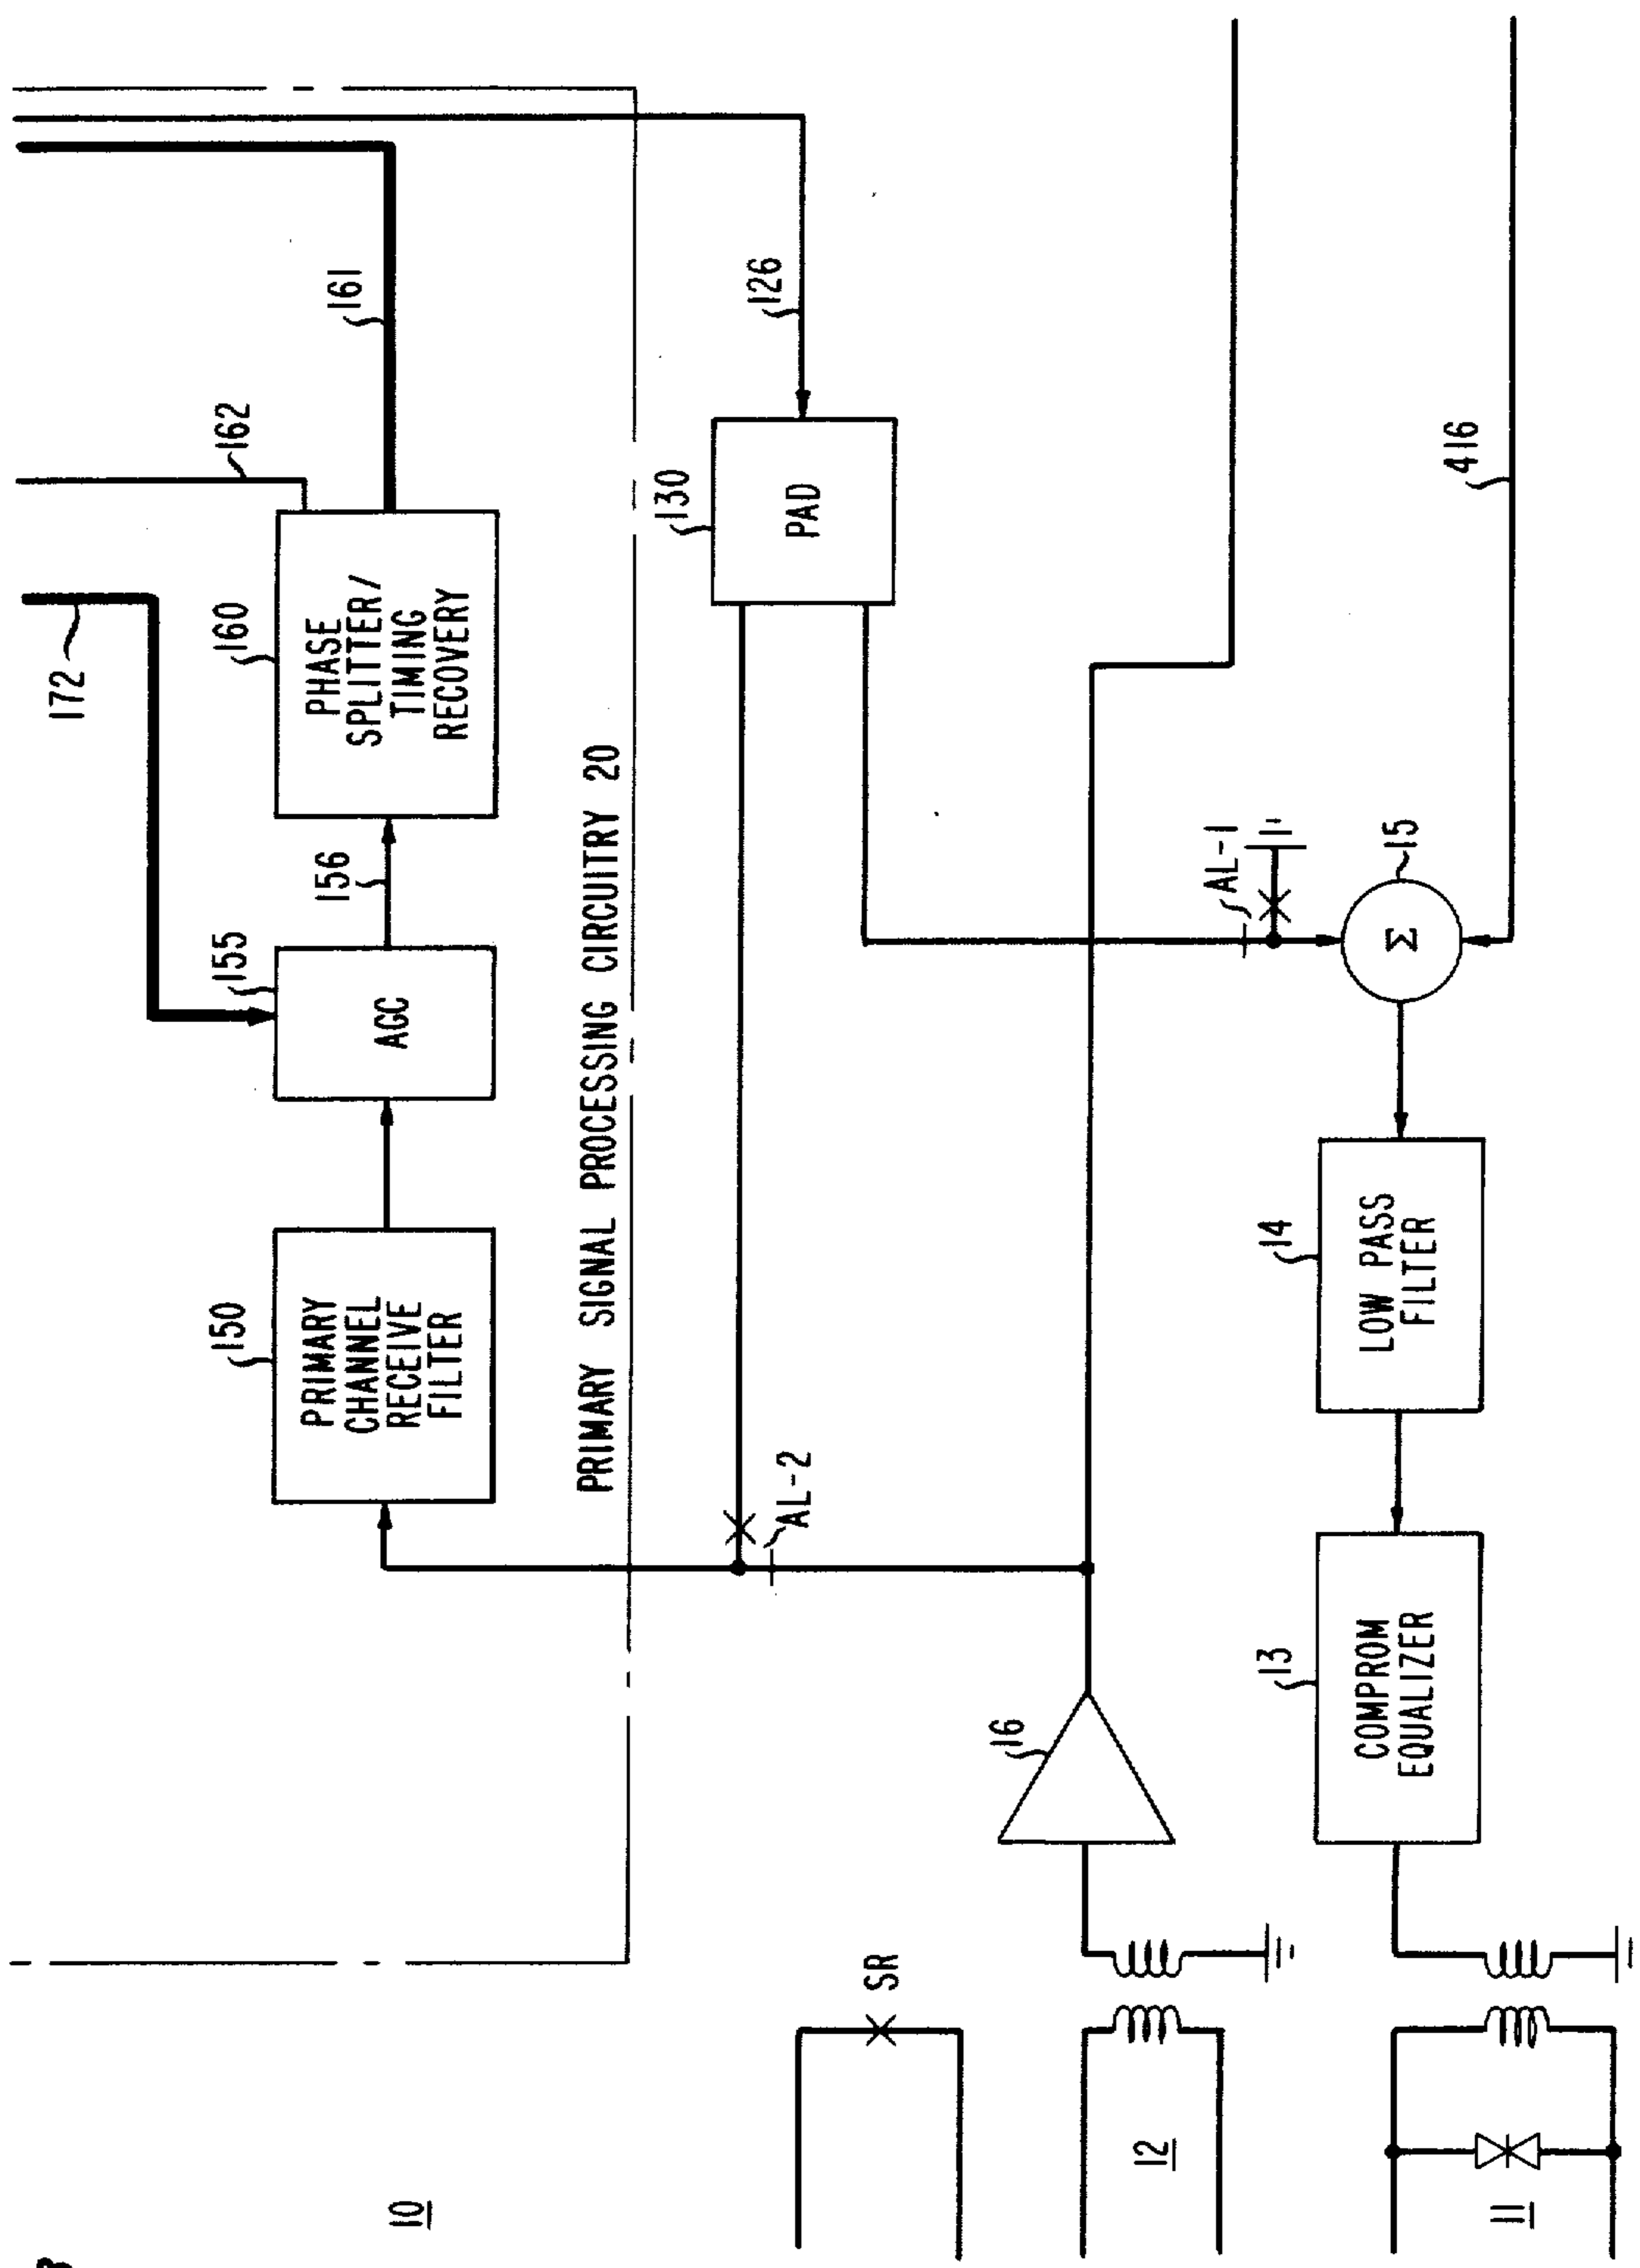 10
172
162
161
150
155
156
160
PRIMARY
CHANNEL
RECEIVE
FILTER
AGC
PHASE
SPLITTER/
TIMING
RECOVERY
PRIMARY SIGNAL PROCESSING CIRCUITRY 20
AL-2
130
PAD
126
SR
12
16
AL-1
11
13
COMPROM
EQUALIZER
14
LOW PASS
FILTER
Σ
15
416